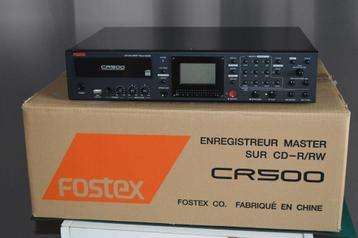 FOSTEX
CR500
ENREGISTREUR MASTER
SUR CD-R/RW
CR500
FOSTEX
FOSTEX CO. FABRIQUÉ EN CHINE